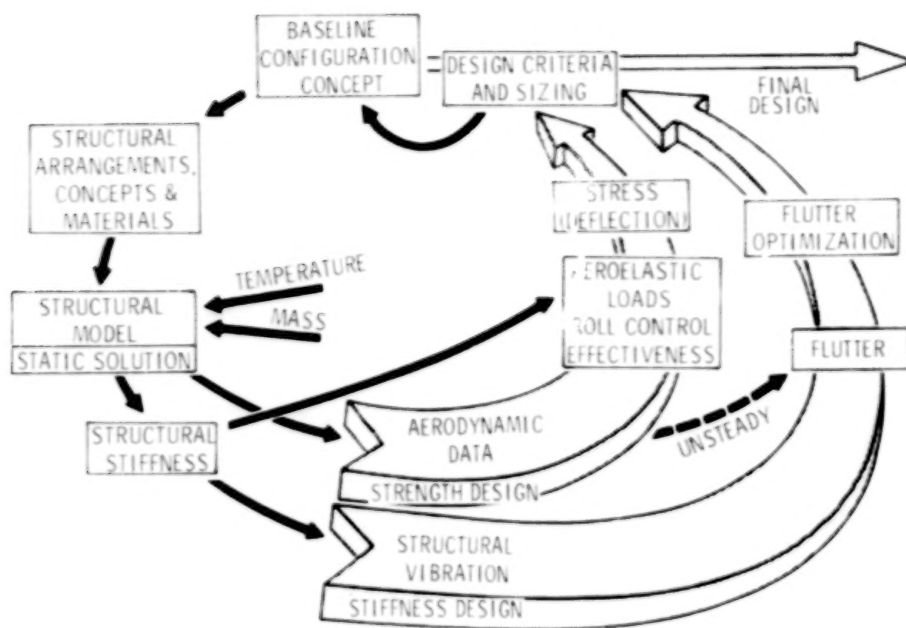 BASELINE
CONFIGURATION
CONCEPT
DESIGN CRITERIA
AND SIZING
FINAL
DESIGN
STRUCTURAL
ARRANGEMENTS,
CONCEPTS &
MATERIALS
STRESS
(DEFLECTION)
FLUTTER
OPTIMIZATION
TEMPERATURE
MASS
STRUCTURAL
MODEL
STATIC SOLUTION
AEROELASTIC
LOADS
ROLL CONTROL
EFFECTIVENESS
FLUTTER
STRUCTURAL
STIFFNESS
AERODYNAMIC
DATA
STRENGTH DESIGN
UNSTEADY
STRUCTURAL
VIBRATION
STIFFNESS DESIGN